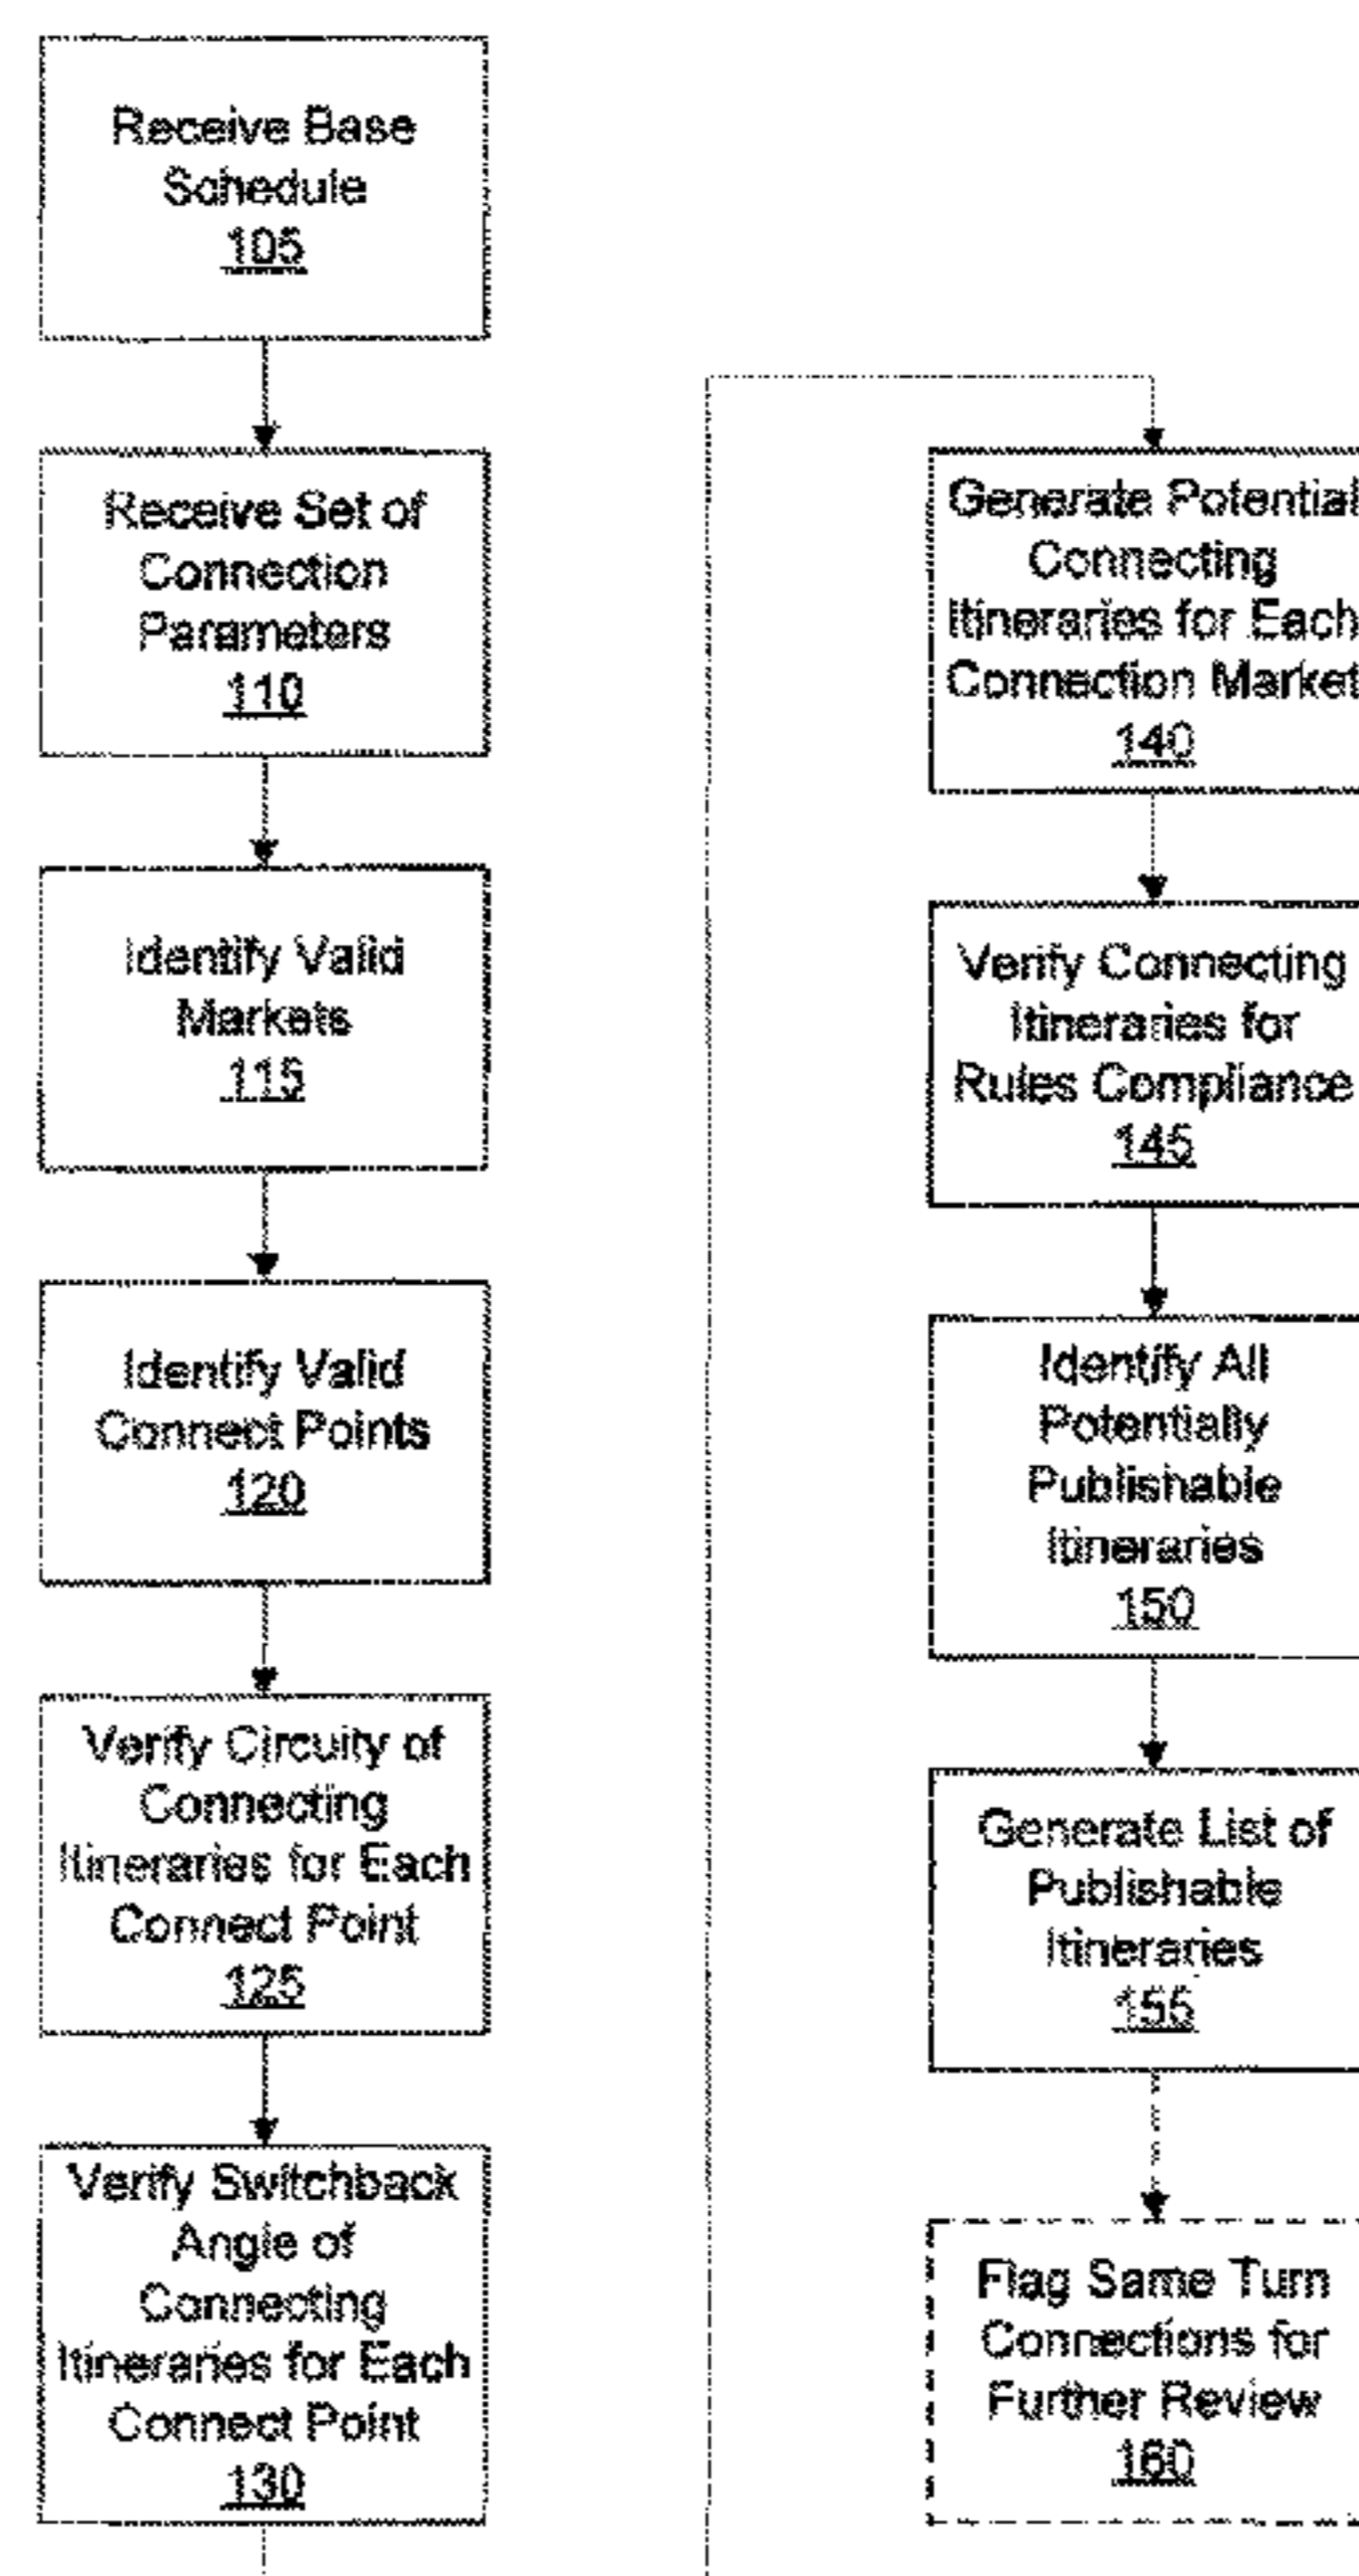 Receive Base
Schedule
105
Receive Set of
Connection
Parameters
110
Identify Valid
Markets
115
Identify Valid
Connect Points
120
Verify Circuity of
Connecting
Itineraries for Each
Connect Point
125
Verify Switchback
Angle of
Connecting
Itineraries for Each
Connect Point
130
Generate Potential
Connecting
Itineraries for Each
Connection Market
140
Verify Connecting
Itineraries for
Rules Compliance
145
Identify All
Potentially
Publishable
Itineraries
150
Generate List of
Publishable
Itineraries
155
Flag Same Turn
Connections for
Further Review
160